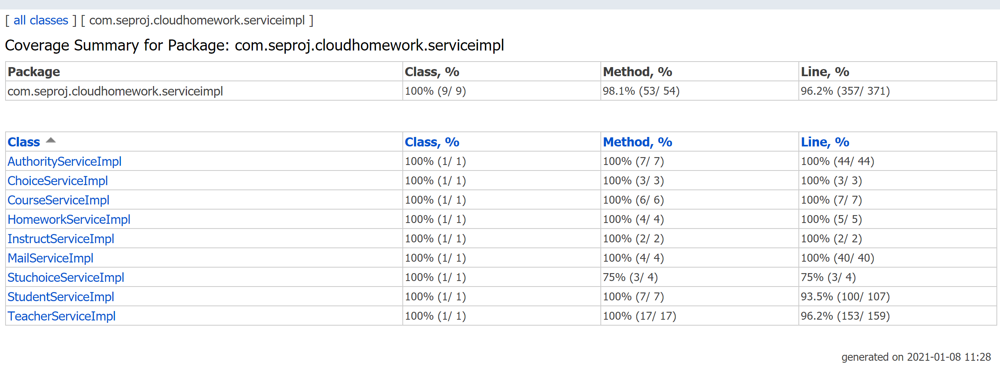 [ all classes ] [ com.seproj.cloudhomework.serviceimpl ]
Coverage Summary for Package: com.seproj.cloudhomework.serviceimpl
Package Class, % Method, % Line, %
com.seproj.cloudhomework.serviceimpl 100% (9/ 9) 98.1% (53/ 54) 96.2% (357/ 371)
Class Class, % Method, % Line, %
AuthorityServiceImpl 100% (1/ 1) 100% (7/ 7) 100% (44/ 44)
ChoiceServiceImpl 100% (1/ 1) 100% (3/ 3) 100% (3/ 3)
CourseServiceImpl 100% (1/ 1) 100% (6/ 6) 100% (7/ 7)
HomeworkServiceImpl 100% (1/ 1) 100% (4/ 4) 100% (5/ 5)
InstructServiceImpl 100% (1/ 1) 100% (2/ 2) 100% (2/ 2)
MailServiceImpl 100% (1/ 1) 100% (4/ 4) 100% (40/ 40)
StuchoiceServiceImpl 100% (1/ 1) 75% (3/ 4) 75% (3/ 4)
StudentServiceImpl 100% (1/ 1) 100% (7/ 7) 93.5% (100/ 107)
TeacherServiceImpl 100% (1/ 1) 100% (17/ 17) 96.2% (153/ 159)
generated on 2021-01-08 11:28